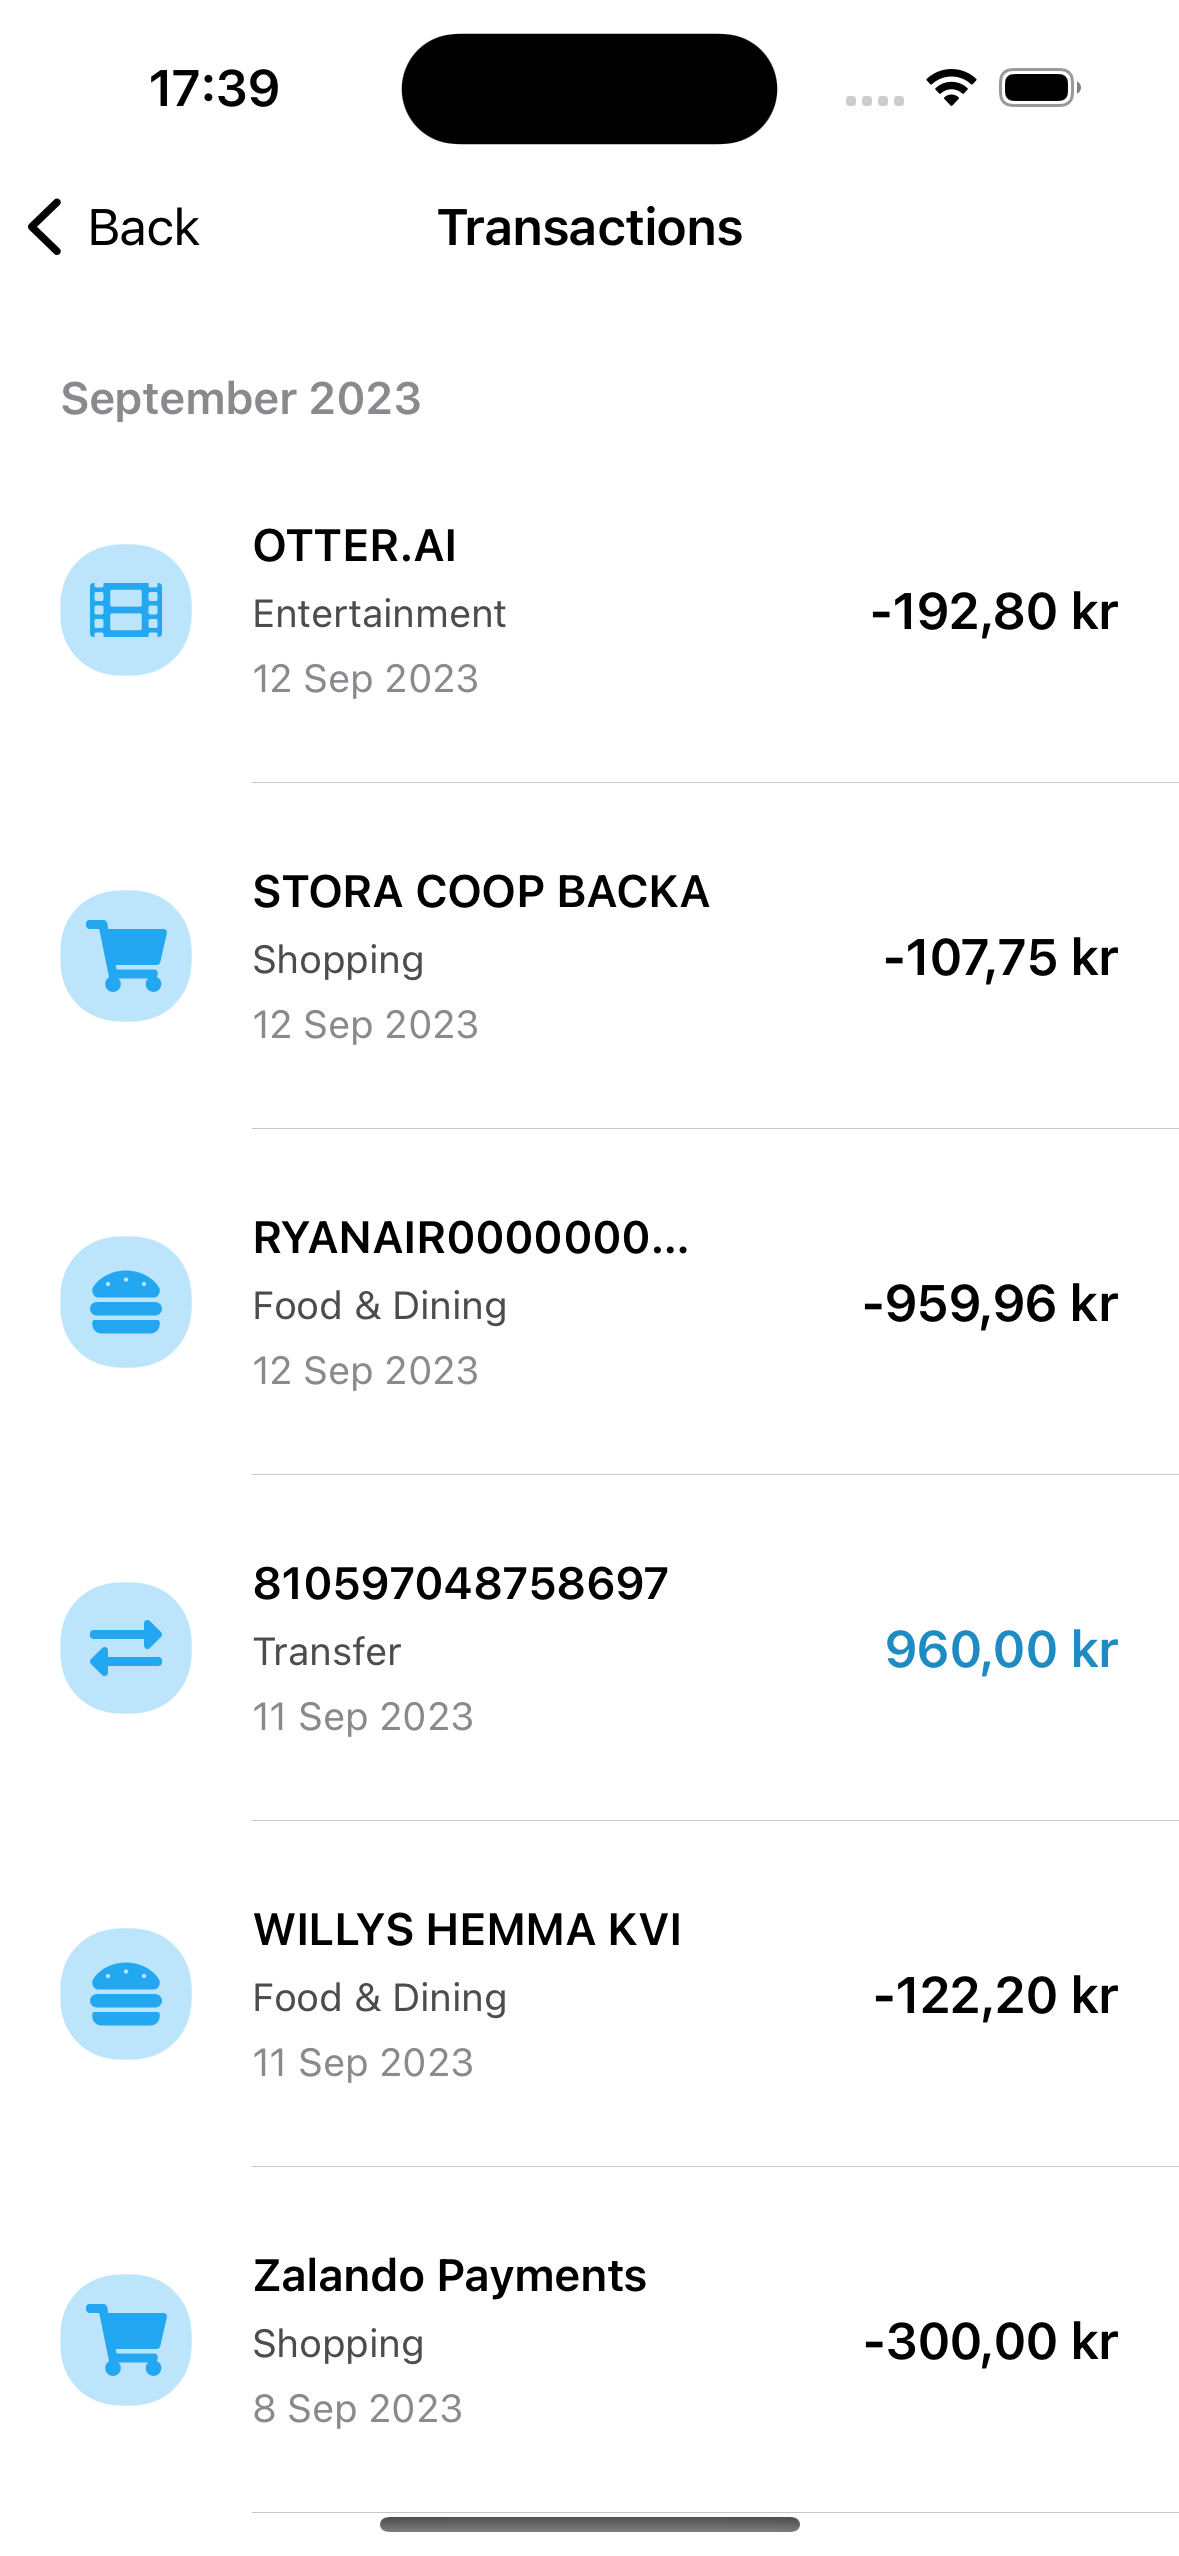 17:39
Back
Transactions
September 2023
OTTER.AI
Entertainment
12 Sep 2023
-192,80 kr
STORA COOP BACKA
Shopping
12 Sep 2023
-107,75 kr
RYANAIR0000000...
Food & Dining
12 Sep 2023
-959,96 kr
810597048758697
Transfer
11 Sep 2023
960,00 kr
WILLYS HEMMA KVI
Food & Dining
11 Sep 2023
-122,20 kr
Zalando Payments
Shopping
8 Sep 2023
-300,00 kr